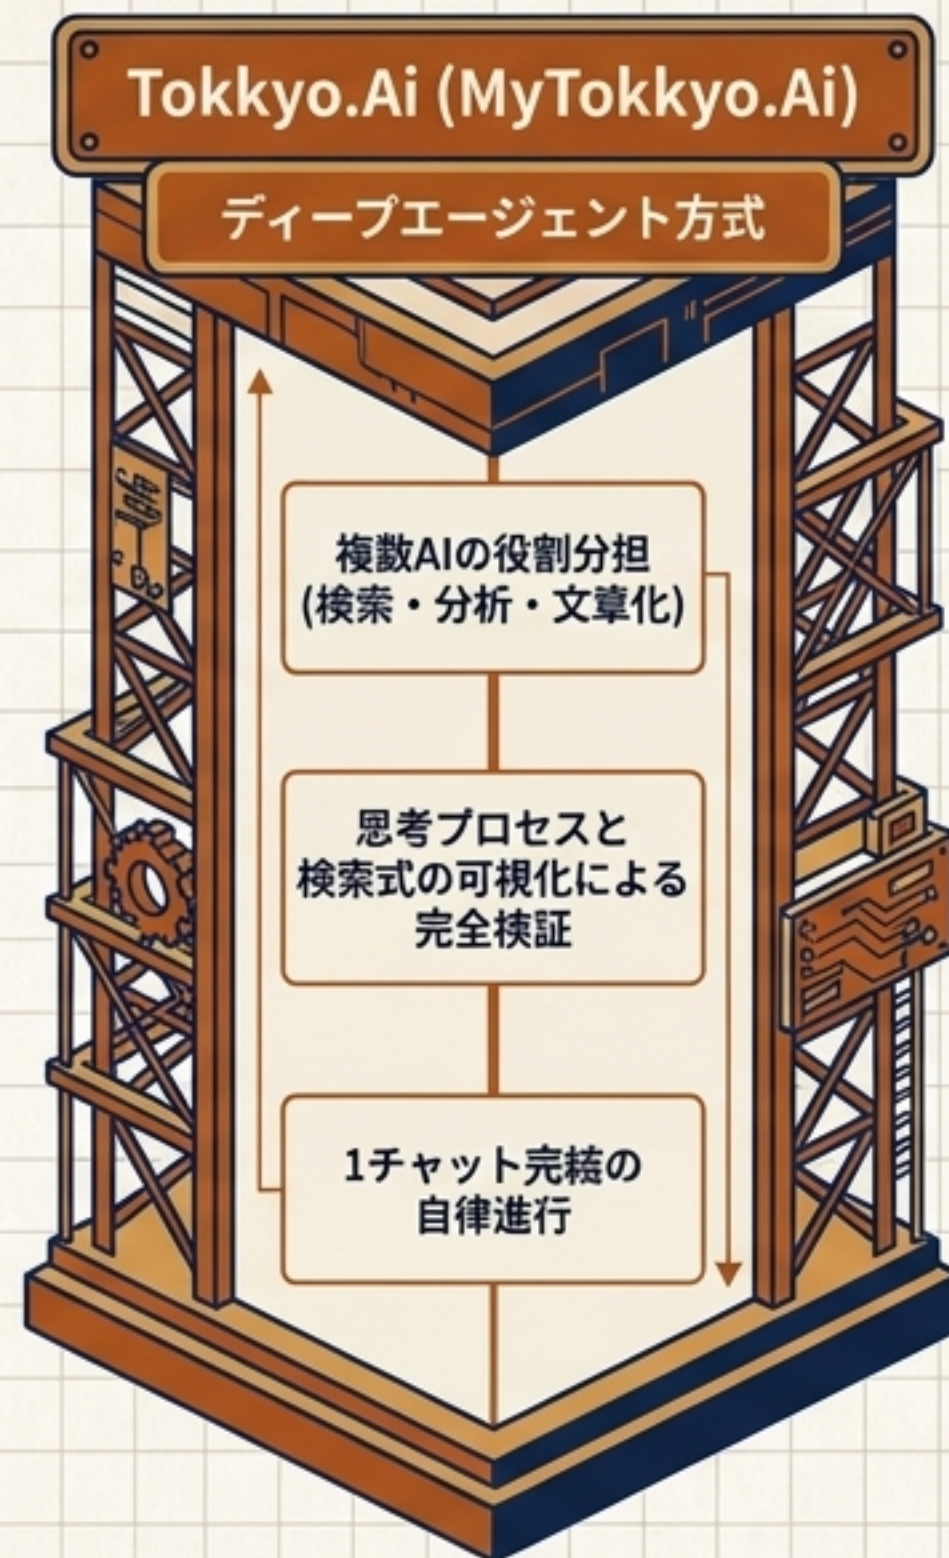 Tokkyo.Ai (MyTokkyo.Ai)
ディープエージェント方式
複数AIの役割分担
(検索・分析・文章化)
思考プロセスと
検索式の可視化による
完全検証
1チャット完結の
自律進行